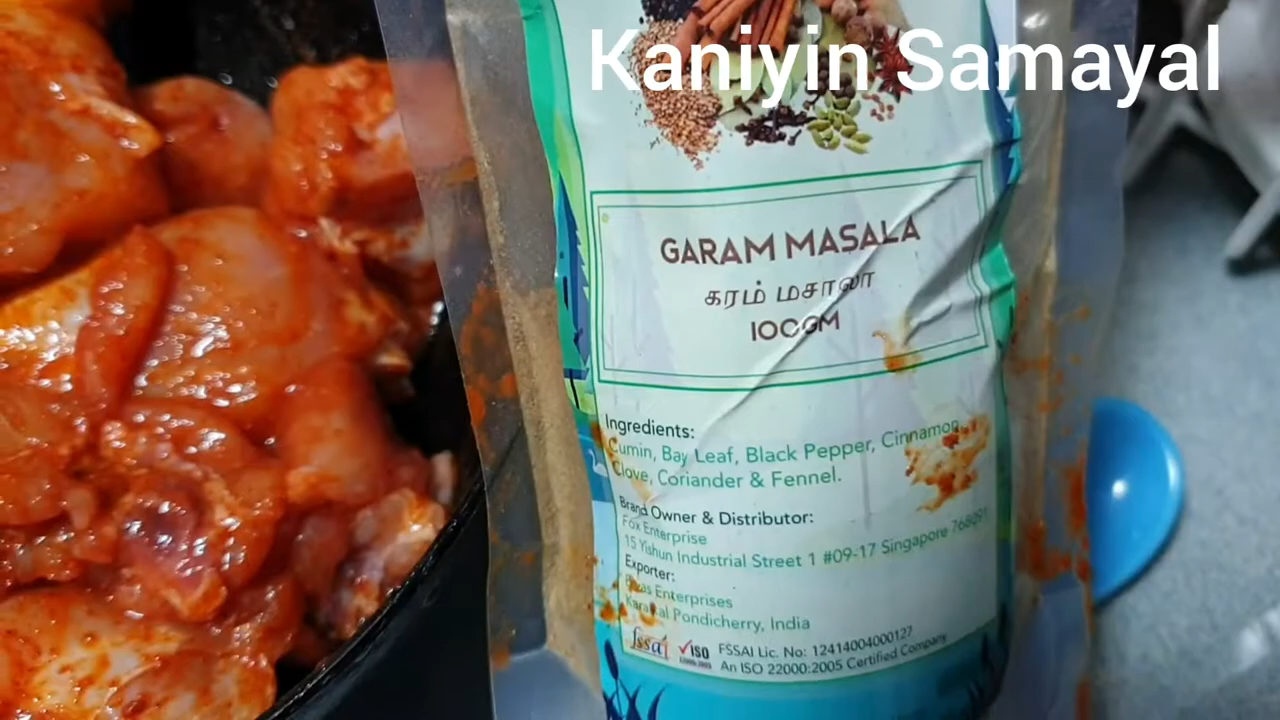 Kaniyin Samayal
GARAM MASALA
கரம் மசாலா
100GM
Ingredients:
Cumin, Bay Leaf, Black Pepper, Cinnamon,
Clove, Coriander & Fennel.
Brand Owner & Distributor:
Fox Enterprise
15 Yishun Industrial Street 1 #09-17 Singapore
Exporter:
Enterprises
Pondicherry, India
fssai
ISO
FSSAI Lic. No: 12414004000127
An ISO 22000:2005 Certified Company